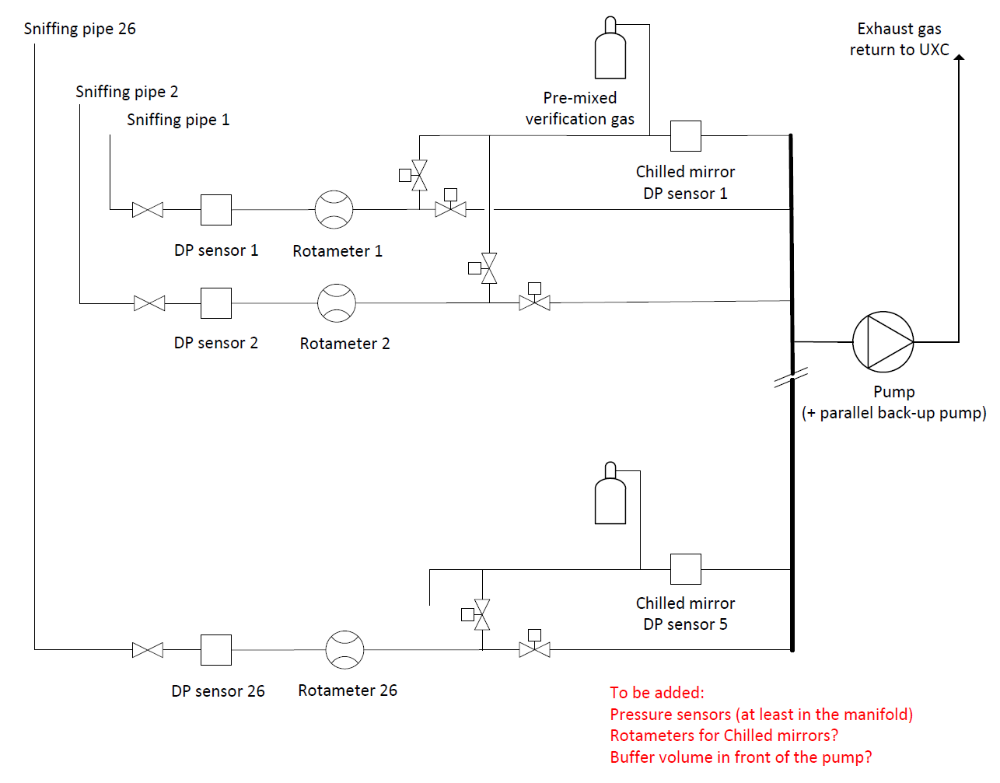 Sniffing pipe 26
Exhaust gas
return to UXC
Sniffing pipe 2
Sniffing pipe 1
Pre-mixed
verification gas
Chilled mirror
DP sensor 1
DP sensor 1
Rotameter 1
DP sensor 2
Rotameter 2
Pump
(+ parallel back-up pump)
Chilled mirror
DP sensor 5
DP sensor 26
Rotameter 26
To be added:
Pressure sensors (at least in the manifold)
Rotameters for Chilled mirrors?
Buffer volume in front of the pump?